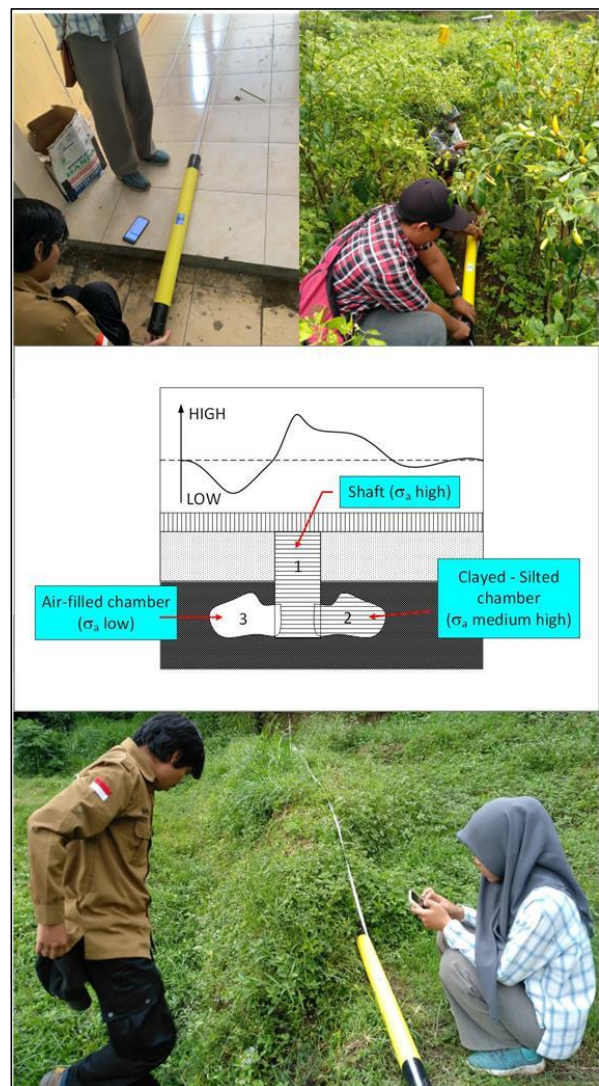 HIGH
LOW
Shaft (σₐ high)
1
Air-filled chamber
(σₐ low)
3
2
Clayed - Silted
chamber
(σₐ medium high)